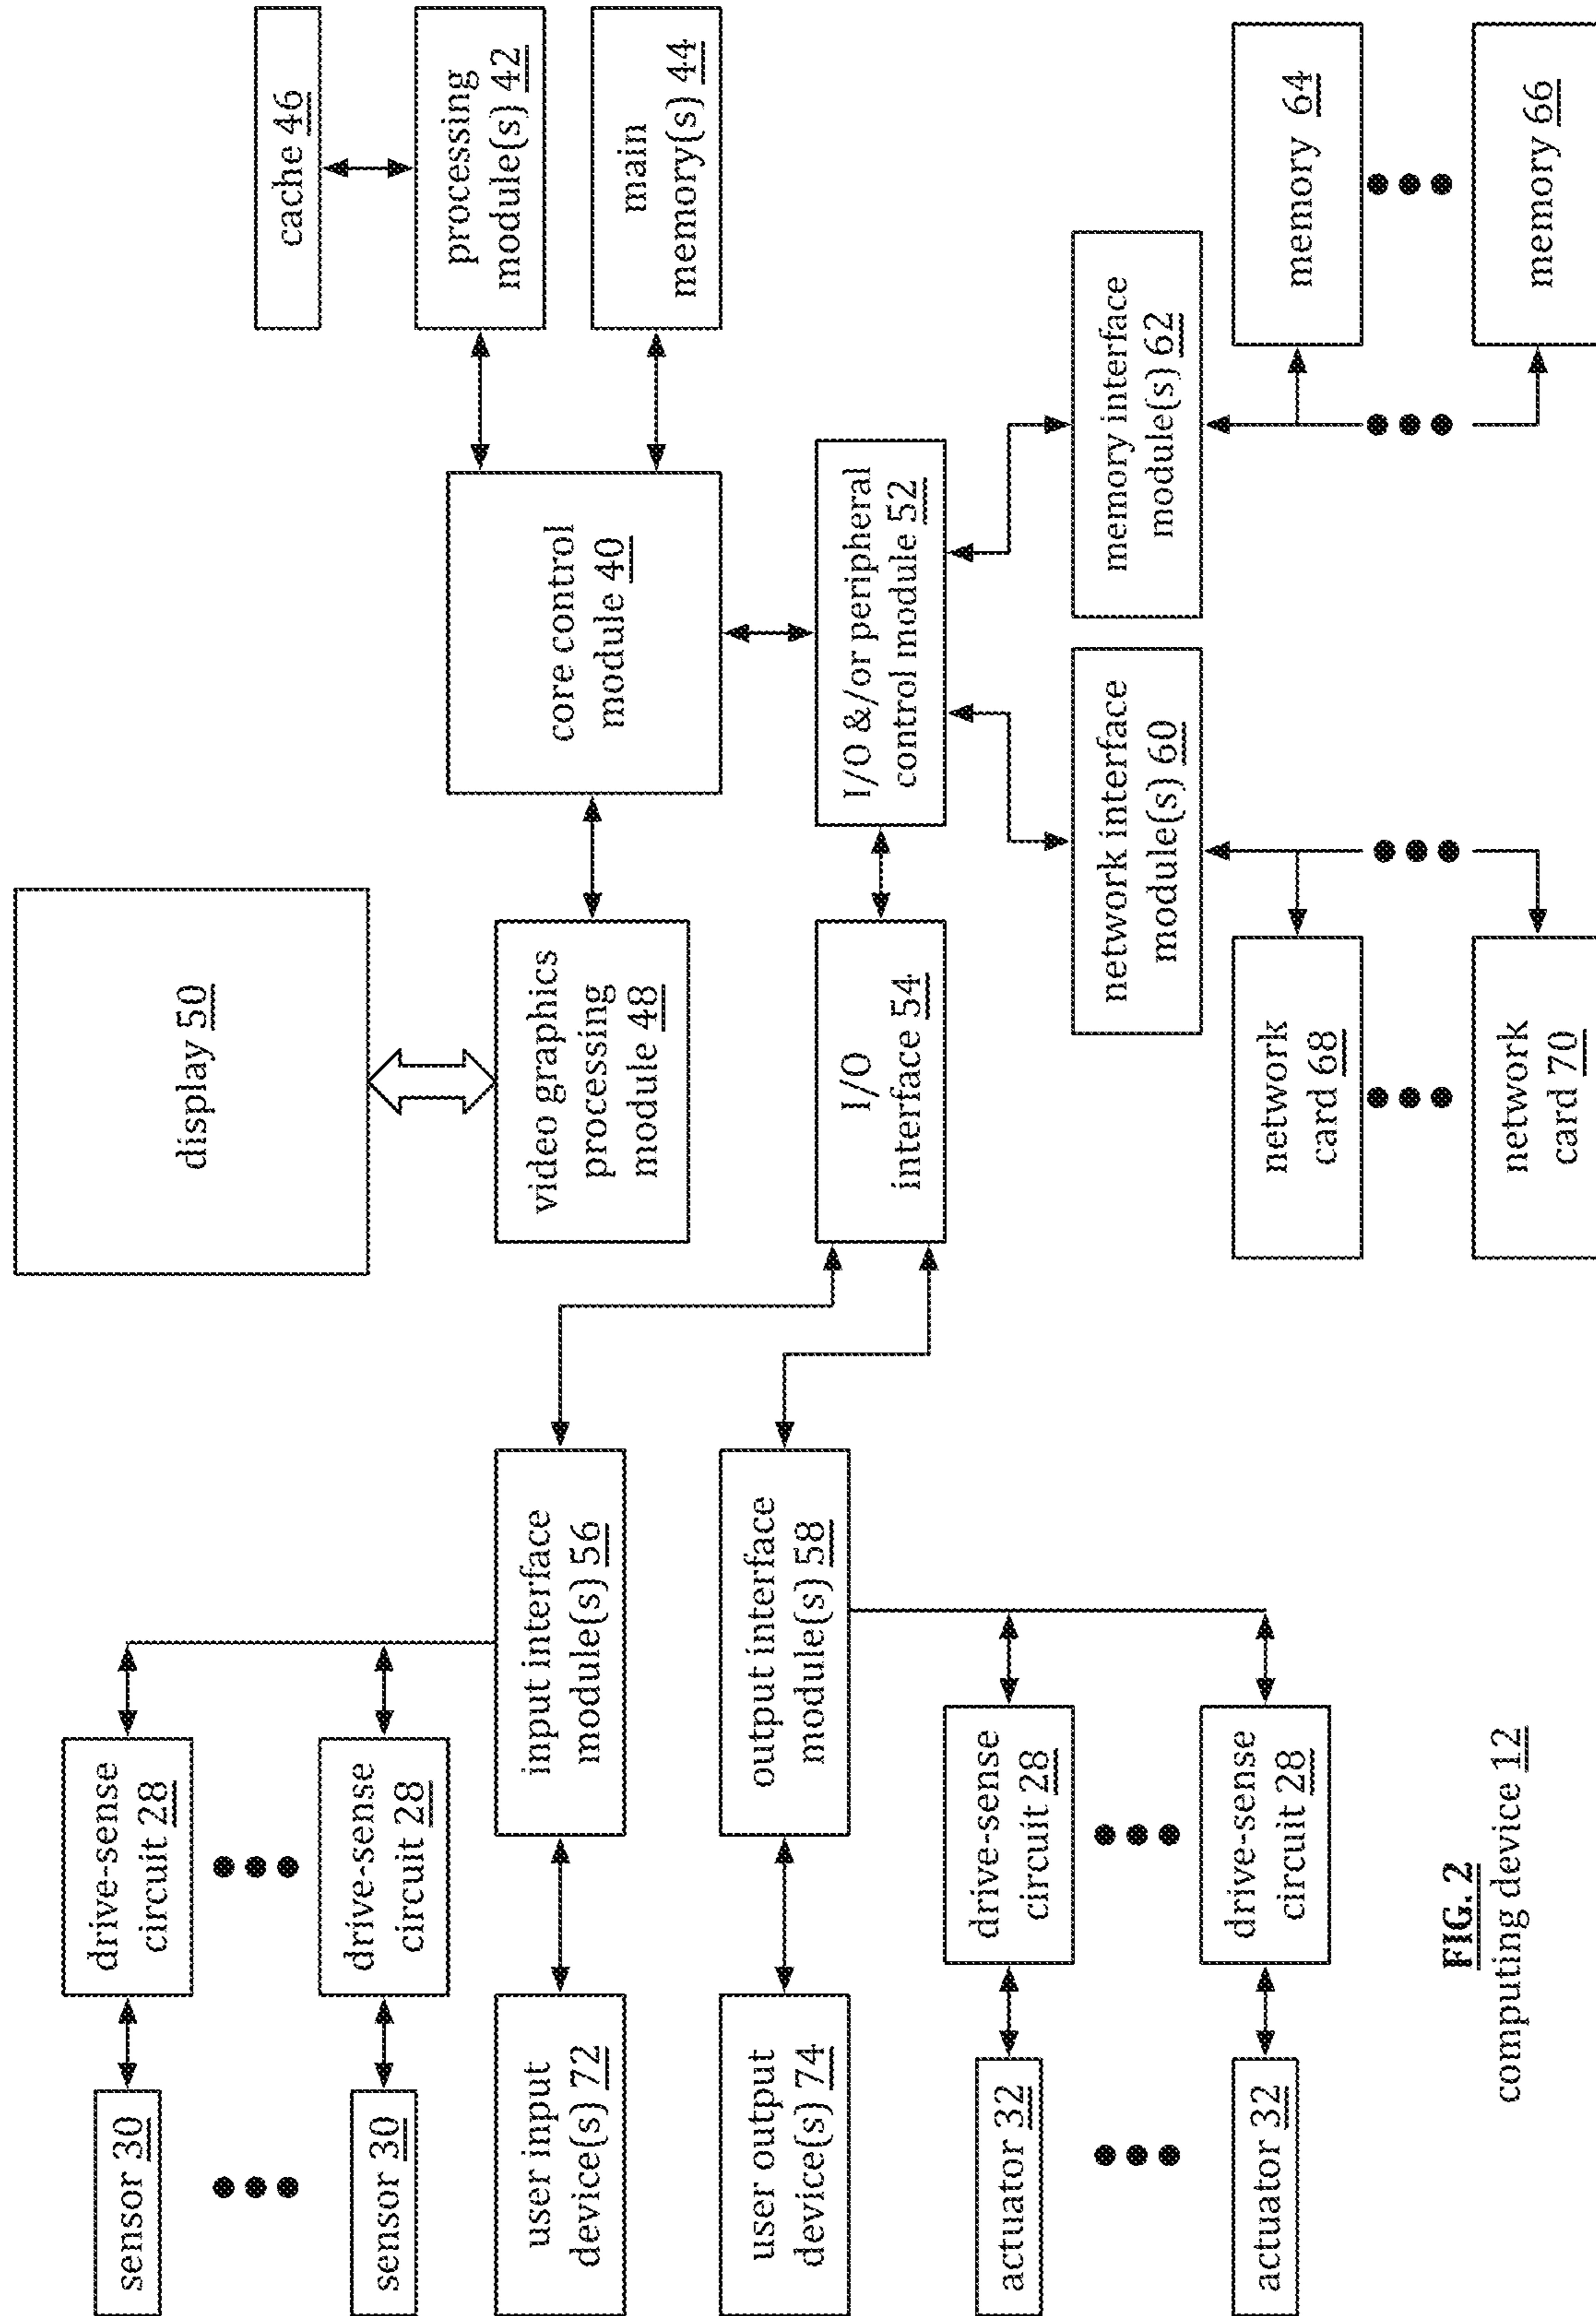 display 50
cache 46
processing
module(s) 42
main
memory(s) 44
core control
module 40
video graphics
processing
module 48
I/O &/or peripheral
control module 52
I/O
interface 54
memory interface
module(s) 62
network interface
module(s) 60
memory 64
memory 66
network
card 68
network
card 70
sensor 30
drive-sense
circuit 28
sensor 30
drive-sense
circuit 28
user input
device(s) 72
input interface
module(s) 56
user output
device(s) 74
output interface
module(s) 58
actuator 32
drive-sense
circuit 28
actuator 32
drive-sense
circuit 28
FIG. 2
computing device 12